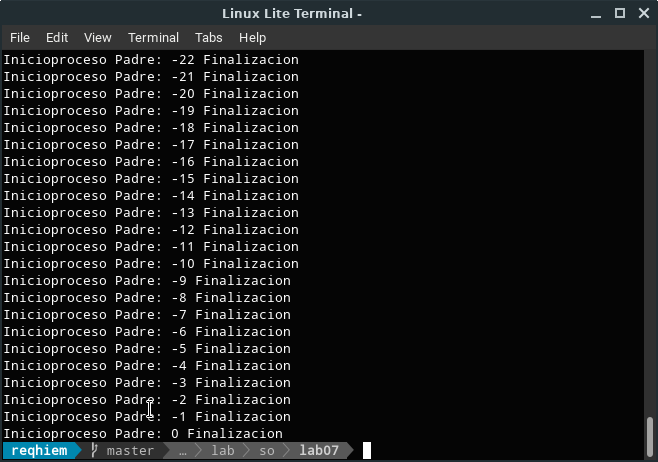 Linux Lite Terminal -
File Edit View Terminal Tabs Help
Inicioproceso Padre: -22 Finalizacion
Inicioproceso Padre: -21 Finalizacion
Inicioproceso Padre: -20 Finalizacion
Inicioproceso Padre: -19 Finalizacion
Inicioproceso Padre: -18 Finalizacion
Inicioproceso Padre: -17 Finalizacion
Inicioproceso Padre: -16 Finalizacion
Inicioproceso Padre: -15 Finalizacion
Inicioproceso Padre: -14 Finalizacion
Inicioproceso Padre: -13 Finalizacion
Inicioproceso Padre: -12 Finalizacion
Inicioproceso Padre: -11 Finalizacion
Inicioproceso Padre: -10 Finalizacion
Inicioproceso Padre: -9 Finalizacion
Inicioproceso Padre: -8 Finalizacion
Inicioproceso Padre: -7 Finalizacion
Inicioproceso Padre: -6 Finalizacion
Inicioproceso Padre: -5 Finalizacion
Inicioproceso Padre: -4 Finalizacion
Inicioproceso Padre: -3 Finalizacion
Inicioproceso Padre: -2 Finalizacion
Inicioproceso Padre: -1 Finalizacion
Inicioproceso Padre: 0 Finalizacion
reqhiem master … lab so lab07